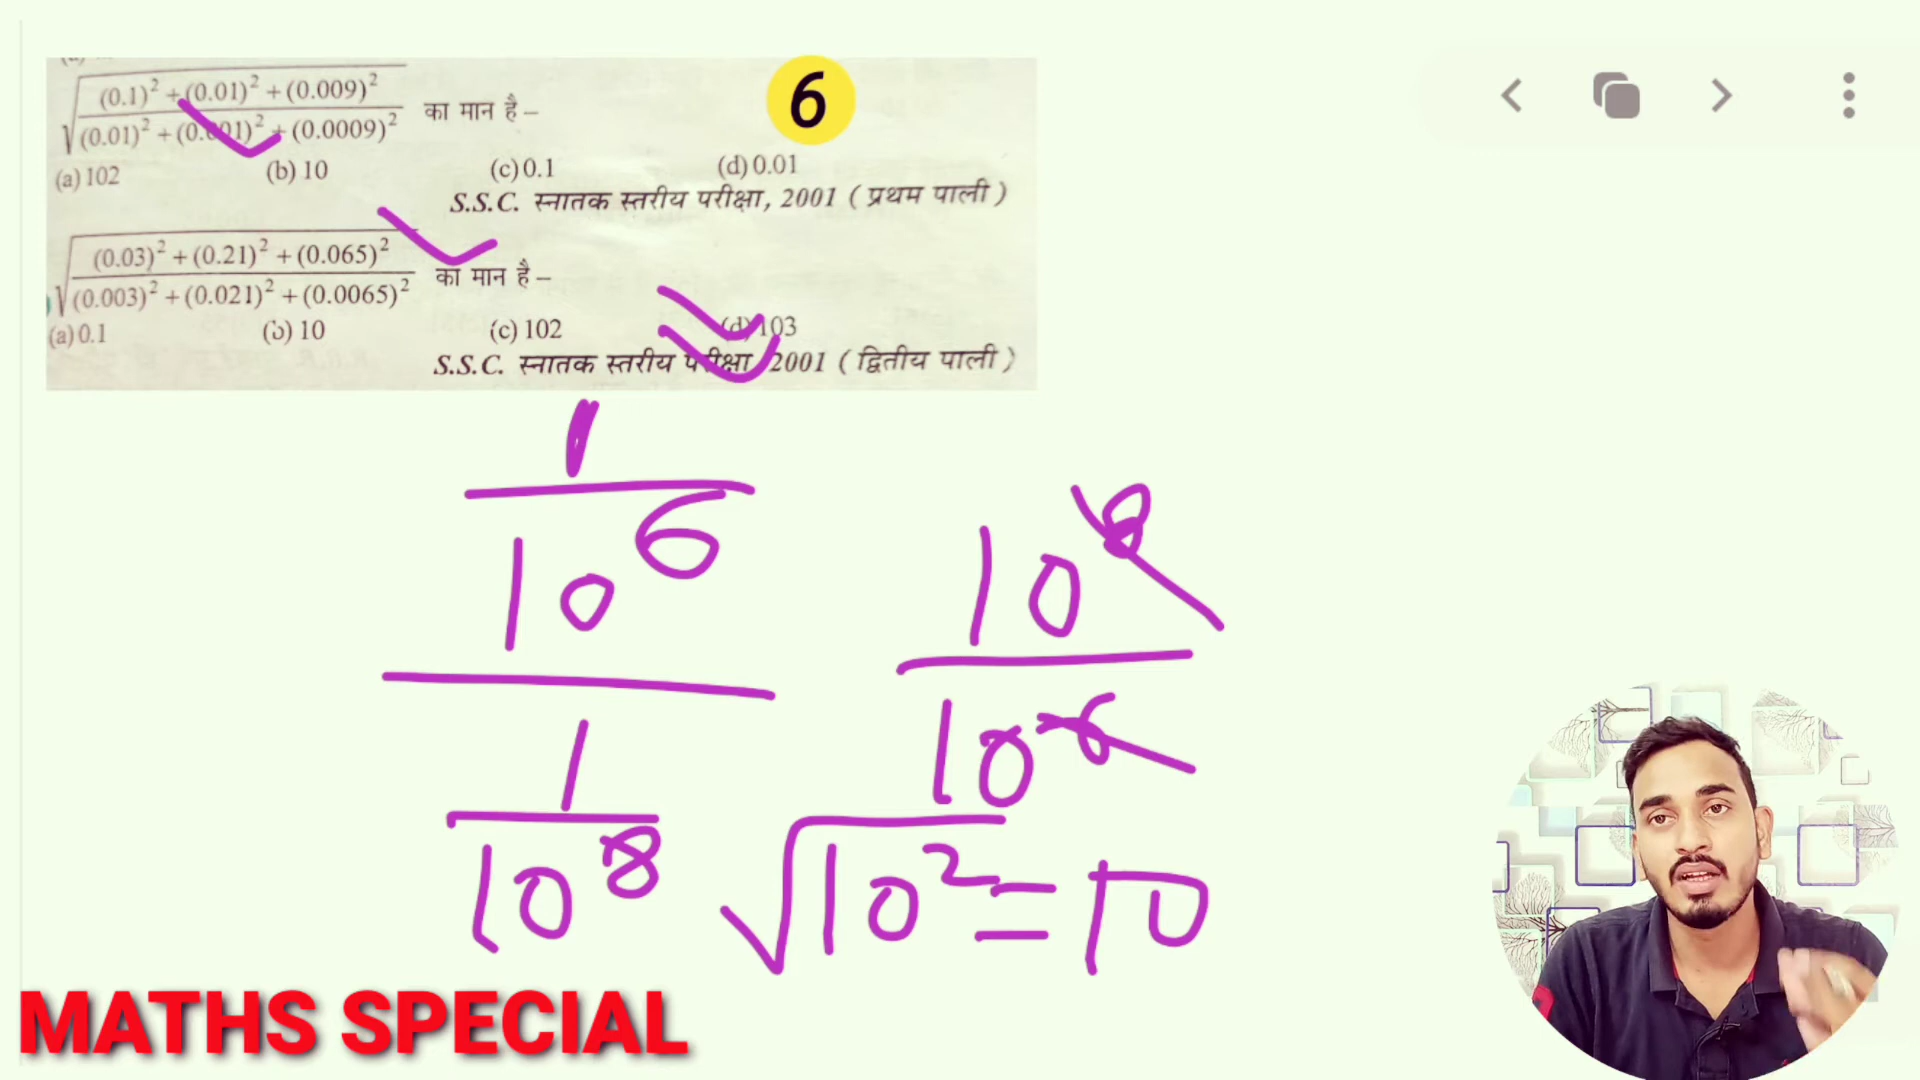 √(0.1)² + (0.01)² + (0.009)² / (0.01)² + (0.001)² + (0.0009)² का मान है –
6
(a) 102 (b) 10 (c) 0.1 (d) 0.01
S.S.C. स्नातक स्तरीय परीक्षा, 2001 ( प्रथम पाली )
√(0.03)² + (0.21)² + (0.065)² / (0.003)² + (0.021)² + (0.0065)² का मान है –
(a) 0.1 (b) 10 (c) 102 (d) 103
S.S.C. स्नातक स्तरीय परीक्षा, 2001 ( द्वितीय पाली )
1
10⁶
1
10⁸
10⁸
10⁶
√10² = 10
MATHS SPECIAL